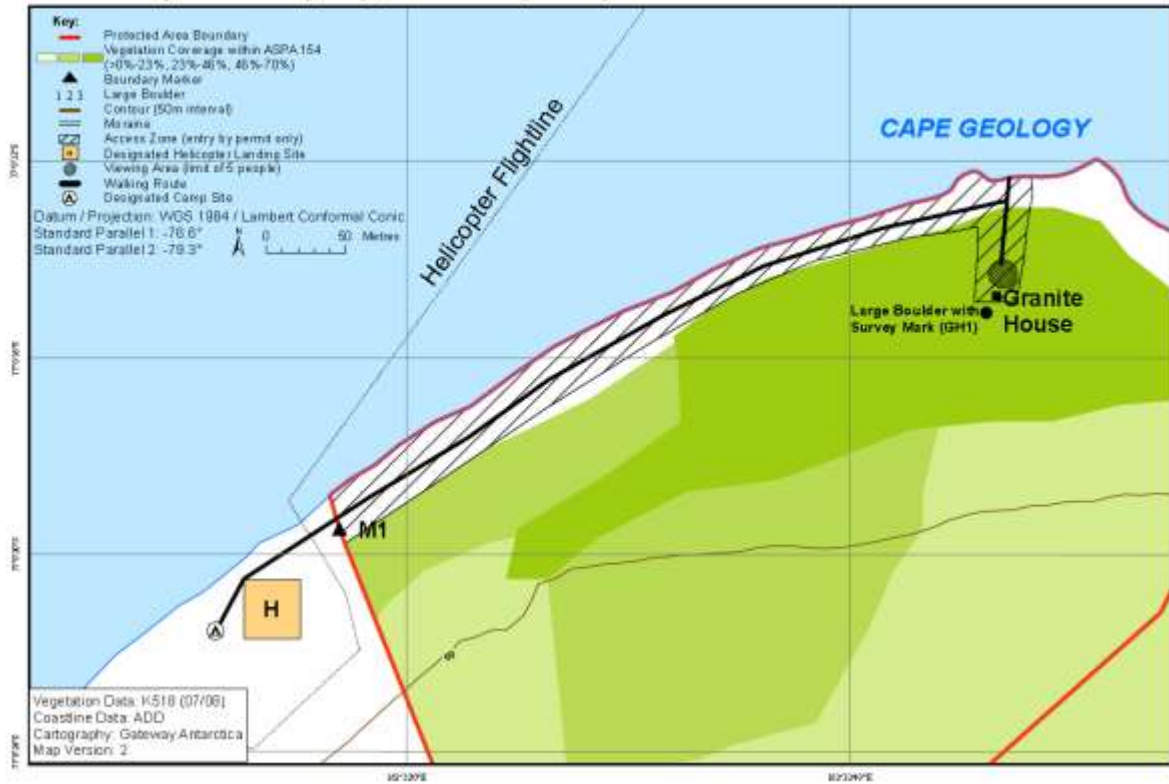 Key:
Protected Area Boundary
Vegetation Coverage within ASPA 154
(>0%-23%, 23%-46%, 46%-70%)
Boundary Marker
1 2 3 Large Boulder
Contour (50m interval)
Moraine
Access Zone (entry by permit only)
H Designated Helicopter Landing Site
Viewing Area (limit of 5 people)
Walking Route
A Designated Camp Site
Datum / Projection: WGS 1984 / Lambert Conformal Conic
Standard Parallel 1: -76.6°
Standard Parallel 2: -79.3°
N 0 50 Metres
Helicopter Flightline
CAPE GEOLOGY
Granite
House
Large Boulder with
Survey Mark (GH1)
M1
H
A
Vegetation Data: K518 (07/08)
Coastline Data: ADD
Cartography: Gateway Antarctica
Map Version: 2